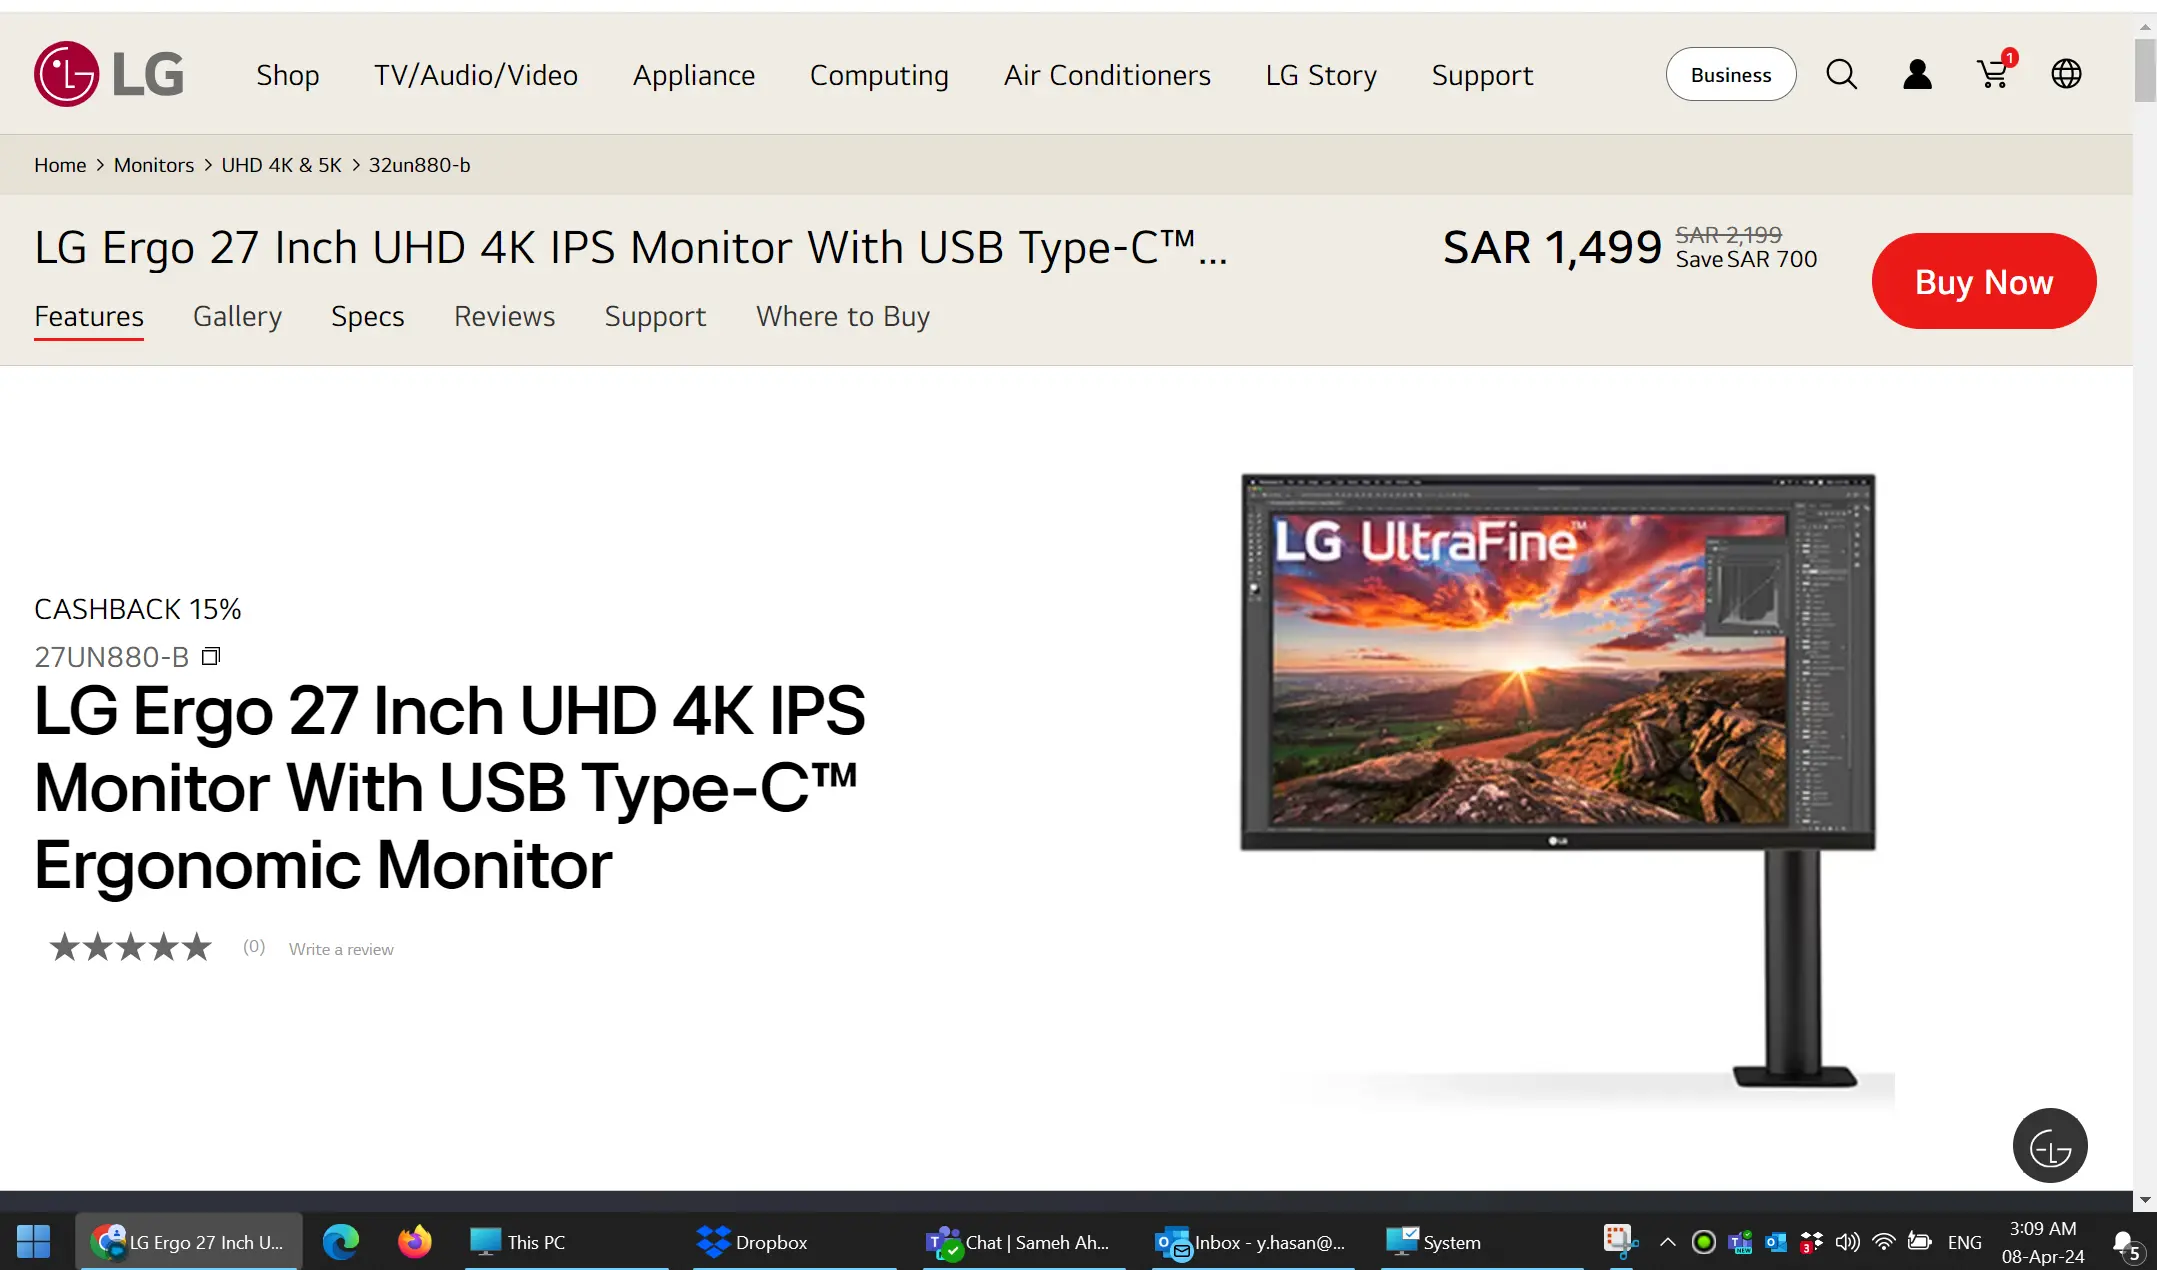 LG
Shop
TV/Audio/Video
Appliance
Computing
Air Conditioners
LG Story
Support
Business
1
Home > Monitors > UHD 4K & 5K > 32un880-b
LG Ergo 27 Inch UHD 4K IPS Monitor With USB Type-C™...
SAR 1,499
SAR 2,199
Save SAR 700
Buy Now
Features
Gallery
Specs
Reviews
Support
Where to Buy
LG UltraFine™
CASHBACK 15%
27UN880-B
LG Ergo 27 Inch UHD 4K IPS
Monitor With USB Type-C™
Ergonomic Monitor
(0)
Write a review
LG Ergo 27 Inch U...
This PC
Dropbox
Chat | Sameh Ah...
Inbox - y.hasan@...
System
ENG
3:09 AM
08-Apr-24
5